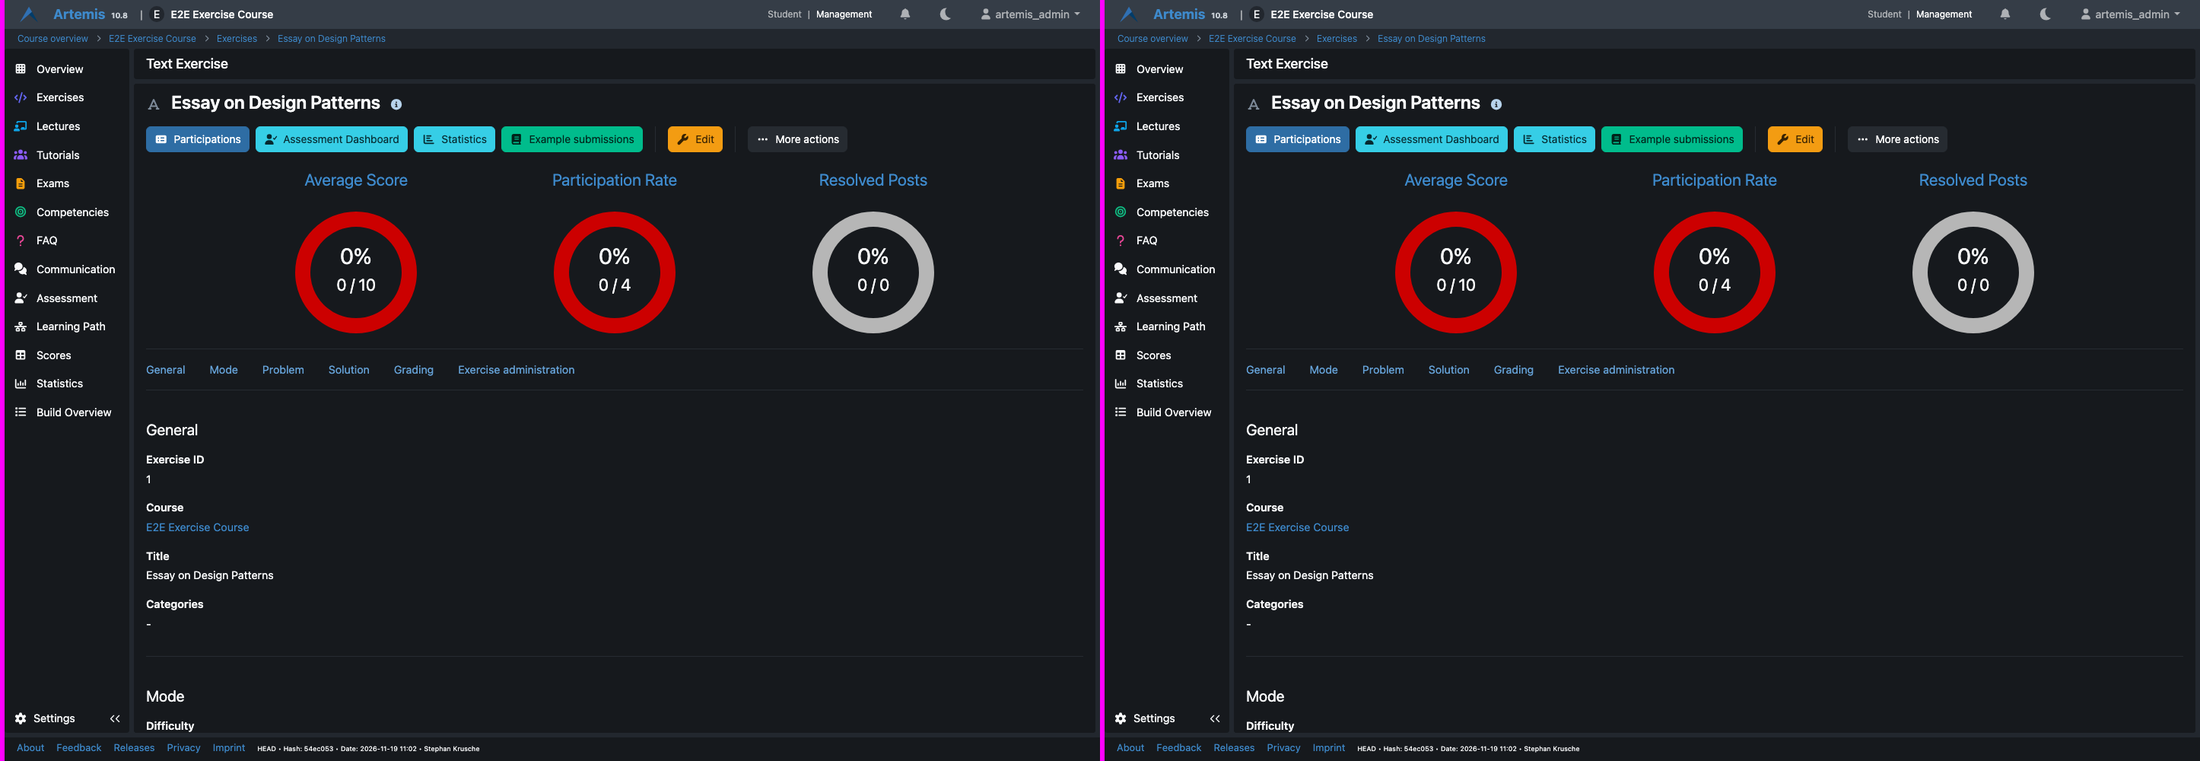 Artemis 10.8 | E E2E Exercise Course Student | Management artemis_admin
Course overview > E2E Exercise Course > Exercises > Essay on Design Patterns
Overview
Exercises
Lectures
Tutorials
Exams
Competencies
FAQ
Communication
Assessment
Learning Path
Scores
Statistics
Build Overview
Settings
Text Exercise
Essay on Design Patterns
Participations Assessment Dashboard Statistics Example submissions Edit More actions
Average Score Participation Rate Resolved Posts
0% 0% 0%
0 / 10 0 / 4 0 / 0
General Mode Problem Solution Grading Exercise administration
General
Exercise ID
1
Course
E2E Exercise Course
Title
Essay on Design Patterns
Categories
-
Mode
Difficulty
About Feedback Releases Privacy Imprint HEAD • Hash: 54ec053 • Date: 2026-11-19 11:02 • Stephan Krusche
Artemis 10.8 | E E2E Exercise Course Student | Management artemis_admin
Course overview > E2E Exercise Course > Exercises > Essay on Design Patterns
Overview
Exercises
Lectures
Tutorials
Exams
Competencies
FAQ
Communication
Assessment
Learning Path
Scores
Statistics
Build Overview
Settings
Text Exercise
Essay on Design Patterns
Participations Assessment Dashboard Statistics Example submissions Edit More actions
Average Score Participation Rate Resolved Posts
0% 0% 0%
0 / 10 0 / 4 0 / 0
General Mode Problem Solution Grading Exercise administration
General
Exercise ID
1
Course
E2E Exercise Course
Title
Essay on Design Patterns
Categories
-
Mode
Difficulty
About Feedback Releases Privacy Imprint HEAD • Hash: 54ec053 • Date: 2026-11-19 11:02 • Stephan Krusche